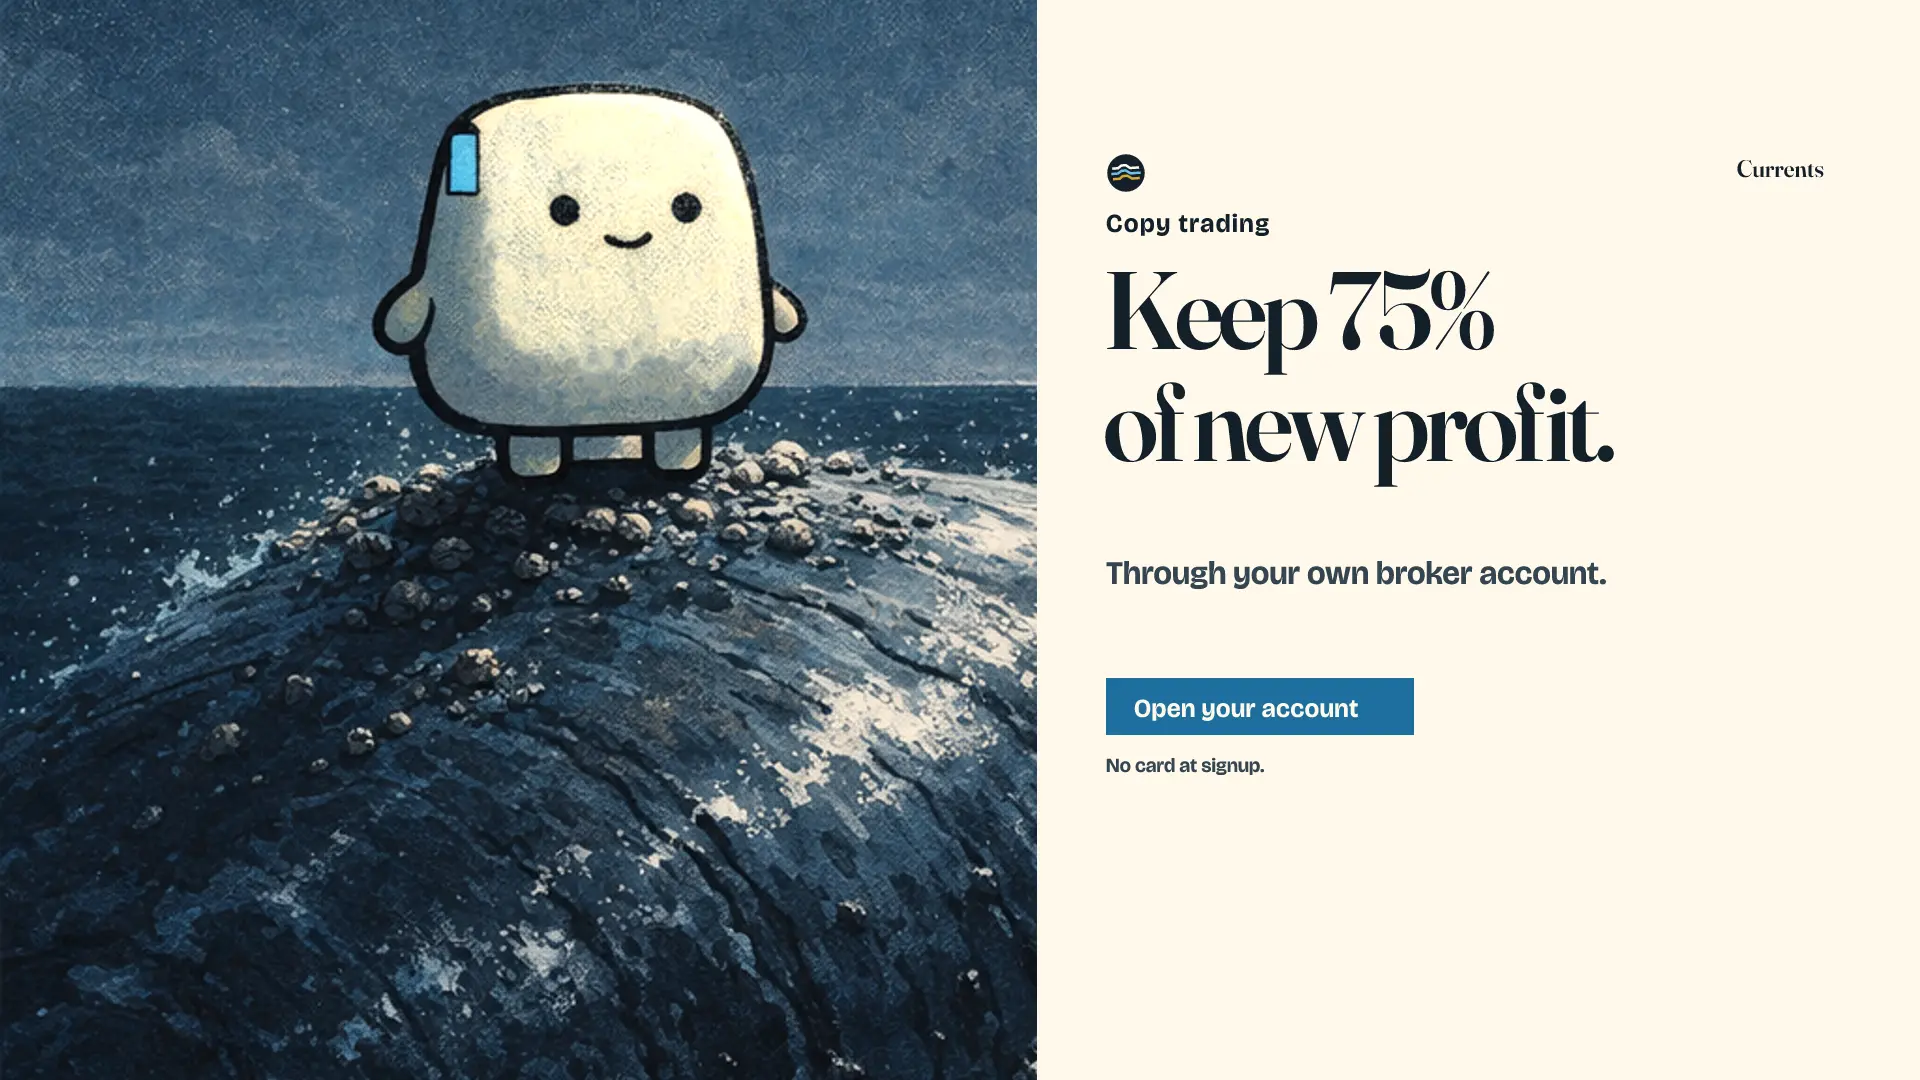 Currents
Copy trading
Keep 75%
of new profit.
Through your own broker account.
Open your account
No card at signup.